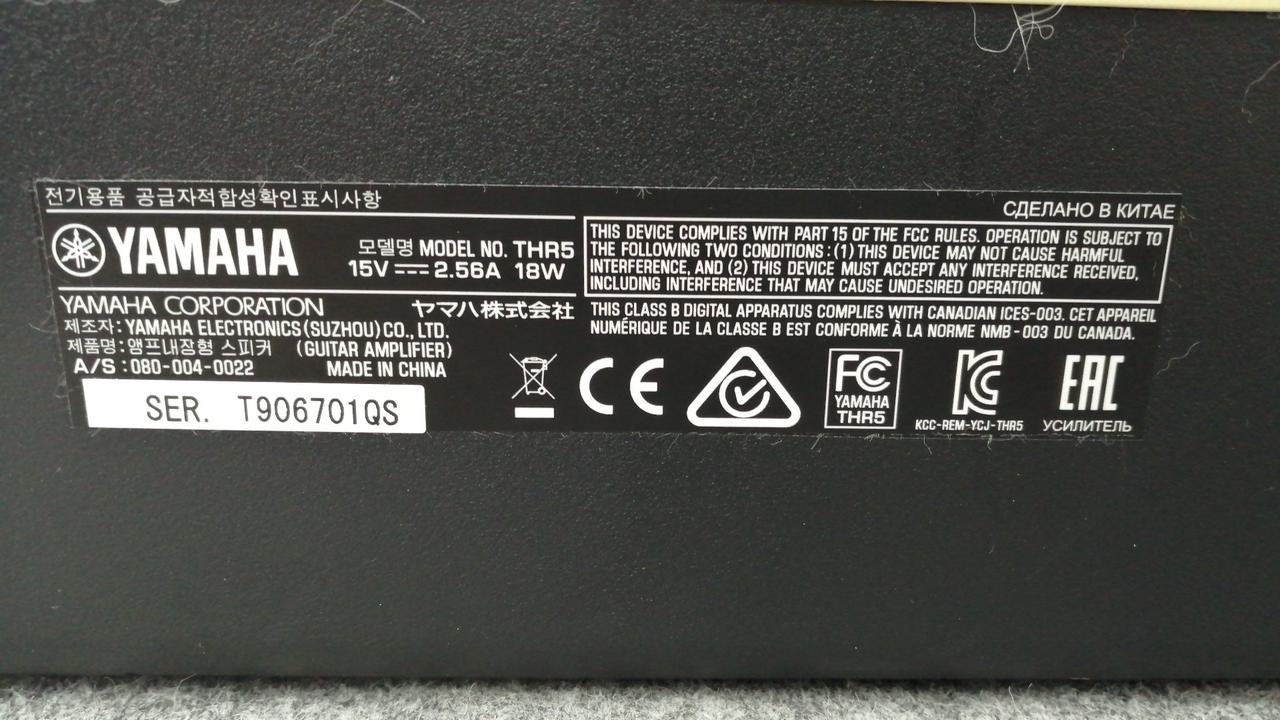 전기용품 공급자적합성확인표시사항
СДЕЛАНО В КИТАЕ
YAMAHA
모델명 MODEL NO. THR5
15V 2.56A 18W
YAMAHA CORPORATION ヤマハ株式会社
제조자: YAMAHA ELECTRONICS (SUZHOU) CO., LTD.
제품명: 앰프내장형 스피커 (GUITAR AMPLIFIER)
A/S : 080-004-0022 MADE IN CHINA
SER. T906701QS
THIS DEVICE COMPLIES WITH PART 15 OF THE FCC RULES. OPERATION IS SUBJECT TO
THE FOLLOWING TWO CONDITIONS : (1) THIS DEVICE MAY NOT CAUSE HARMFUL
INTERFERENCE, AND (2) THIS DEVICE MUST ACCEPT ANY INTERFERENCE RECEIVED,
INCLUDING INTERFERENCE THAT MAY CAUSE UNDESIRED OPERATION.
THIS CLASS B DIGITAL APPARATUS COMPLIES WITH CANADIAN ICES-003. CET APPAREIL
NUMÉRIQUE DE LA CLASSE B EST CONFORME À LA NORME NMB-003 DU CANADA.
CE
FC
YAMAHA
THR5
KC
KCC-REM-YCJ-THR5
EAC
УСИЛИТЕЛЬ